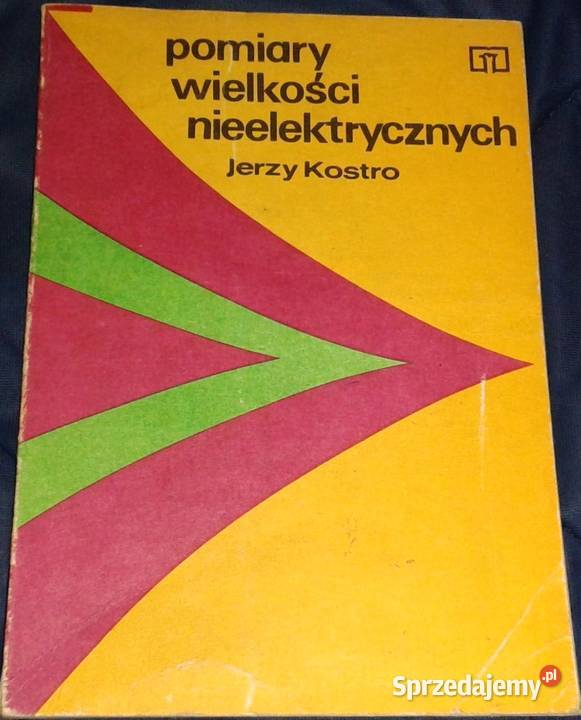 pomiary
wielkości
nieelektrycznych
Jerzy Kostro
Sprzedajemy.pl